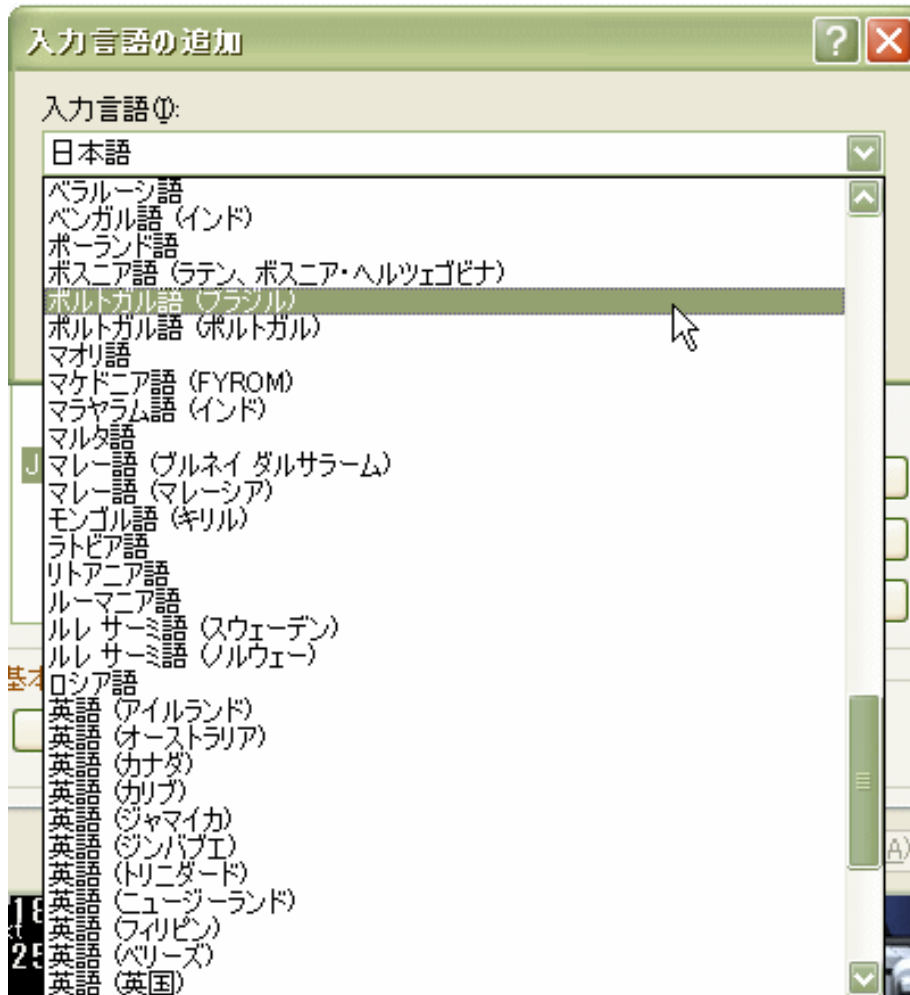 入力言語の追加
入力言語(I):
日本語
ベラルーシ語
ベンガル語 (インド)
ポーランド語
ボスニア語 (ラテン、ボスニア・ヘルツェゴビナ)
ポルトガル語 (ブラジル)
ポルトガル語 (ポルトガル)
マオリ語
マケドニア語 (FYROM)
マラヤラム語 (インド)
マルタ語
J
マレー語 (ブルネイ ダルサラーム)
マレー語 (マレーシア)
モンゴル語 (キリル)
ラトビア語
リトアニア語
ルーマニア語
ルレ サーミ語 (スウェーデン)
ルレ サーミ語 (ノルウェー)
基本
ロシア語
英語 (アイルランド)
英語 (オーストラリア)
英語 (カナダ)
英語 (カリブ)
英語 (ジャマイカ)
英語 (ジンバブエ)
A)
英語 (トリニダード)
英語 (ニュージーランド)
18
英語 (フィリピン)
25
英語 (ベリーズ)
英語 (英国)